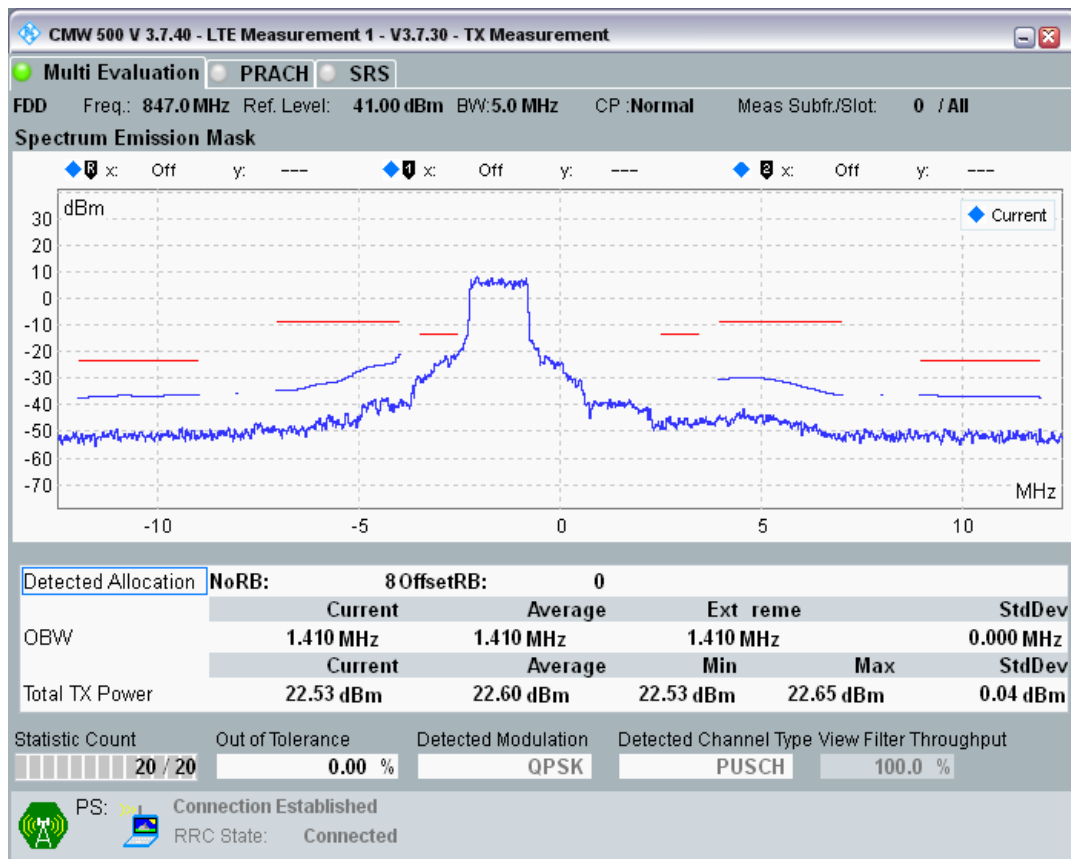 CMW 500 V 3.7.40 - LTE Measurement 1 - V3.7.30 - TX Measurement
Multi Evaluation PRACH SRS
FDD Freq.: 847.0 MHz Ref. Level: 41.00 dBm BW:5.0 MHz CP :Normal Meas Subfr./Slot: 0 / All
Spectrum Emission Mask
R x: Off y: --- 1 x: Off y: --- 2 x: Off y: ---
dBm
Current
30
20
10
0
-10
-20
-30
-40
-50
-60
-70
MHz
-10 -5 0 5 10
Detected Allocation NoRB: 8 OffsetRB: 0
Current Average Ext reme StdDev
OBW 1.410 MHz 1.410 MHz 1.410 MHz 0.000 MHz
Current Average Min Max StdDev
Total TX Power 22.53 dBm 22.60 dBm 22.53 dBm 22.65 dBm 0.04 dBm
Statistic Count Out of Tolerance Detected Modulation Detected Channel Type View Filter Throughput
20 / 20 0.00 % QPSK PUSCH 100.0 %
PS: Connection Established
RRC State: Connected